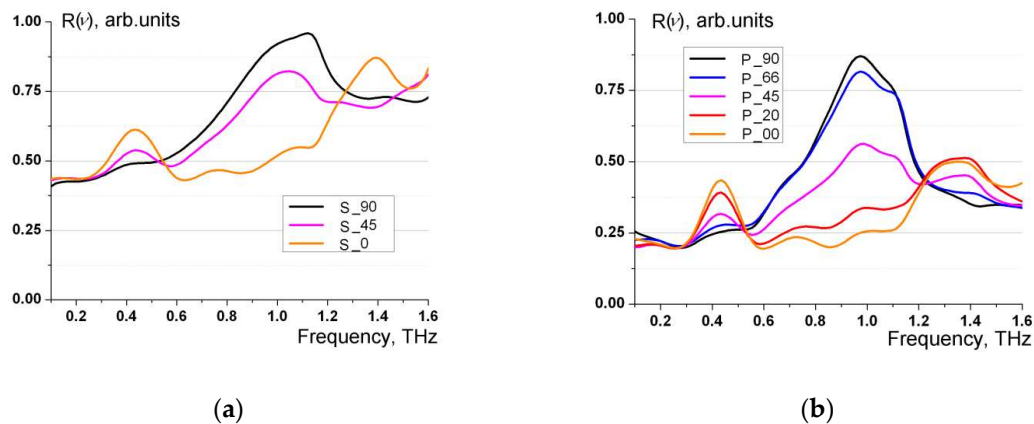 R(ν), arb.units
1.00
0.75
0.50
0.25
0.00
S_90
S_45
S_0
0.2 0.4 0.6 0.8 1.0 1.2 1.4 1.6
Frequency, THz
(a)
R(ν), arb.units
1.00
0.75
0.50
0.25
0.00
P_90
P_66
P_45
P_20
P_00
0.2 0.4 0.6 0.8 1.0 1.2 1.4 1.6
Frequency, THz
(b)